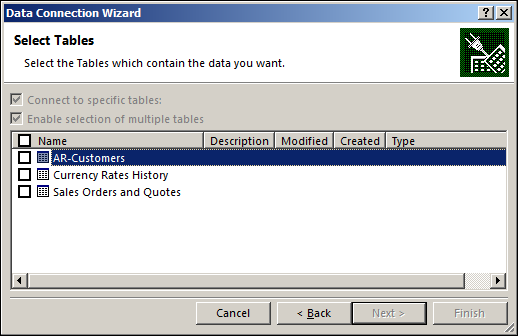 Data Connection Wizard
Select Tables
Select the Tables which contain the data you want.
Connect to specific tables:
Enable selection of multiple tables
Name Description Modified Created Type
AR-Customers
Currency Rates History
Sales Orders and Quotes
Cancel < Back Next > Finish